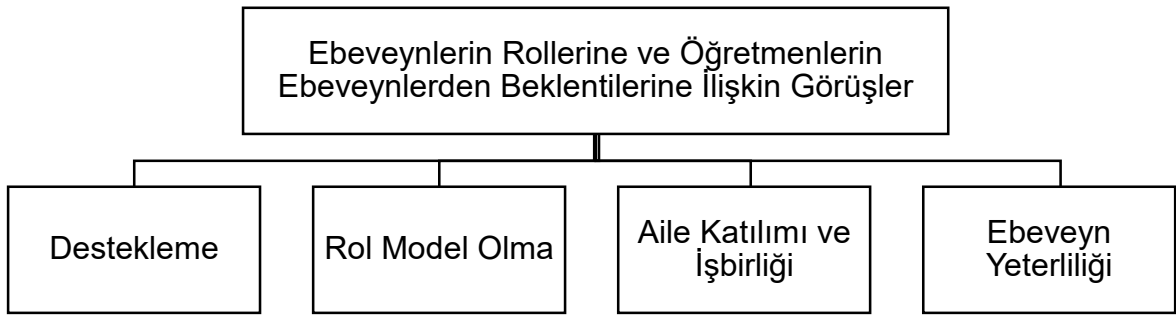 Ebeveynlerin Rollerine ve Öğretmenlerin
Ebeveynlerden Beklentilerine İlişkin Görüşler
Destekleme
Rol Model Olma
Aile Katılımı ve
İşbirliği
Ebeveyn
Yeterliliği